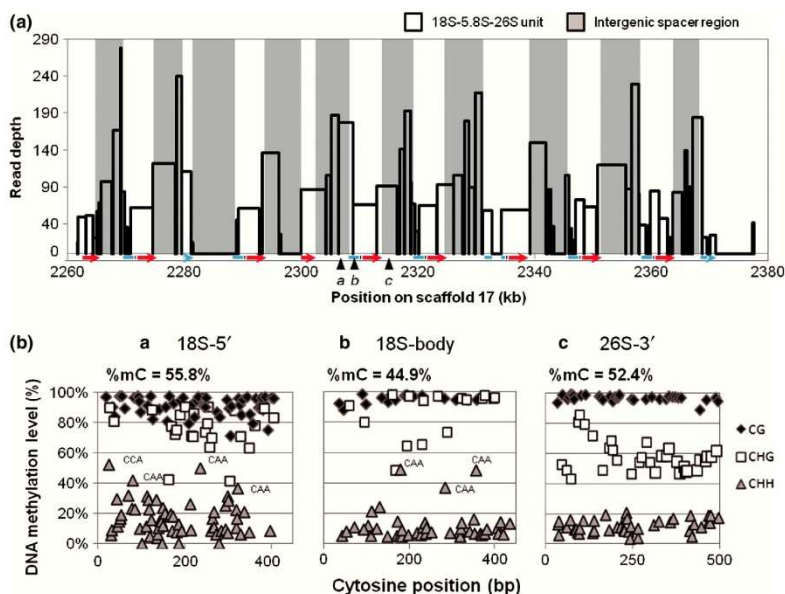 (a)
18S-5.8S-26S unit
Intergenic spacer region
Read depth
290
240
190
140
90
40
0
2260
2280
2300
2320
2340
2360
2380
a b c
Position on scaffold 17 (kb)
(b)
a 18S-5′
b 18S-body
c 26S-3′
%mC = 55.8%
%mC = 44.9%
%mC = 52.4%
DNA methylation level (%)
100%
80%
60%
40%
20%
0%
CCA
CAA
CAA
CAA
CAA
CAA
CAA
CG
CHG
CHH
0 200 400
0 200 400
0 250 500
Cytosine position (bp)